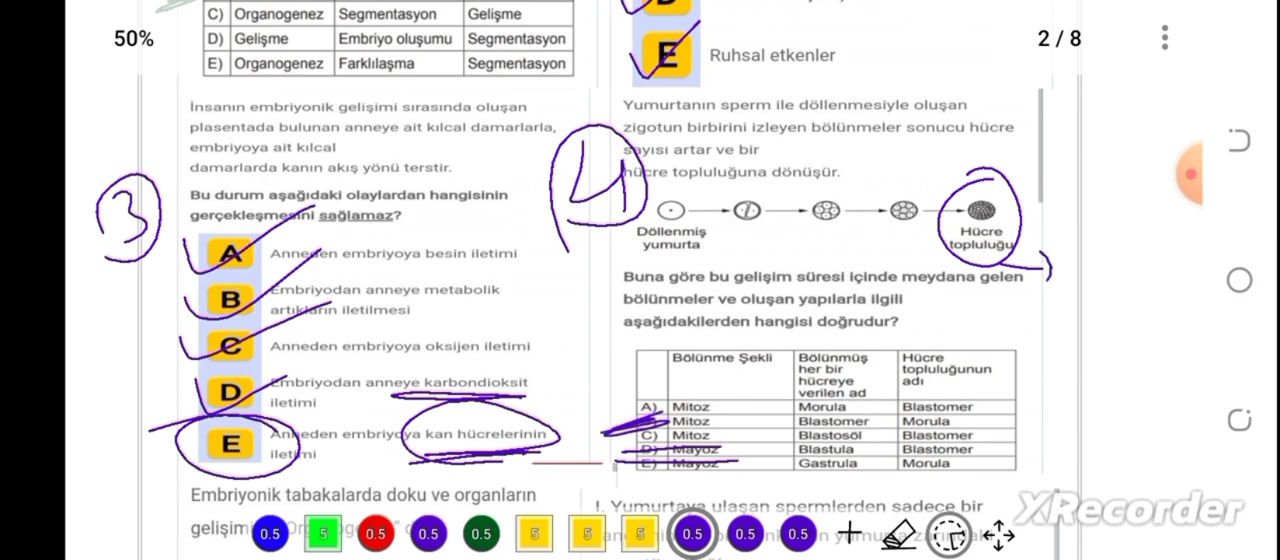 50%
2 / 8
C) Organogenez Segmentasyon Gelişme
D) Gelişme Embriyo oluşumu Segmentasyon
E) Organogenez Farklılaşma Segmentasyon
İnsanın embriyonik gelişimi sırasında oluşan
plasentada bulunan anneye ait kılcal damarlarla,
embriyoya ait kılcal
damarlarda kanın akış yönü terstir.
3
Bu durum aşağıdaki olaylardan hangisinin
gerçekleşmesini sağlamaz?
A Anneden embriyoya besin iletimi
B Embriyodan anneye metabolik
artıkların iletilmesi
C Anneden embriyoya oksijen iletimi
D Embriyodan anneye karbondioksit
iletimi
E Anneden embriyoya kan hücrelerinin
iletimi
Embriyonik tabakalarda doku ve organların
E Ruhsal etkenler
4
Yumurtanın sperm ile döllenmesiyle oluşan
zigotun birbirini izleyen bölünmeler sonucu hücre
sayısı artar ve bir
hücre topluluğuna dönüşür.
Döllenmiş
yumurta
Hücre
topluluğu
Buna göre bu gelişim süresi içinde meydana gelen
bölünmeler ve oluşan yapılarla ilgili
aşağıdakilerden hangisi doğrudur?
Bölünme Şekli Bölünmüş her bir hücreye verilen ad Hücre topluluğunun adı
A) Mitoz Morula Blastomer
Mitoz Blastomer Morula
C) Mitoz Blastosöl Blastomer
D) Mayoz Blastula Blastomer
E) Mayoz Gastrula Morula
I. Yumurtaya ulaşan spermlerden sadece bir
0.5 5 0.5 0.5 0.5 5 5 5 0.5 0.5 0.5
XRecorder